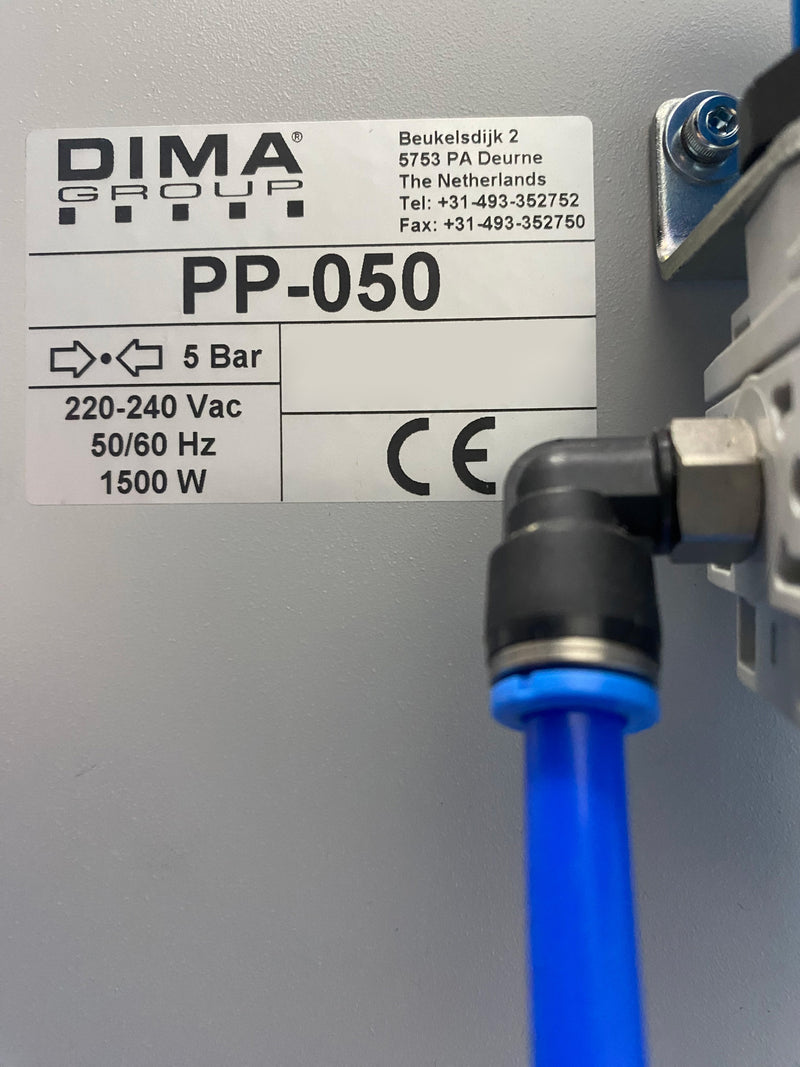 DIMA®
GROUP
Beukelsdijk 2
5753 PA Deurne
The Netherlands
Tel: +31-493-352752
Fax: +31-493-352750
PP-050
5 Bar
220-240 Vac
50/60 Hz
1500 W
CE